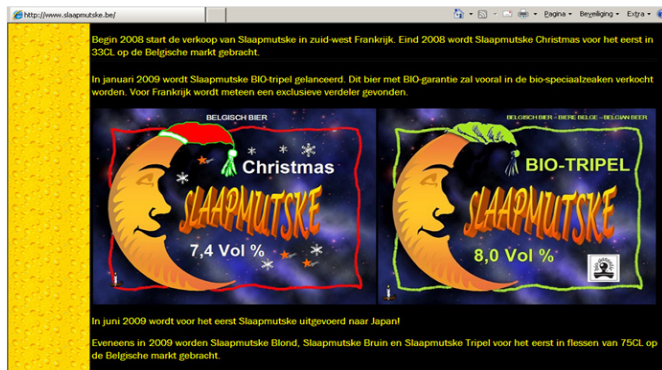 http://www.slaapmutske.be/
Pagina
Beveiliging
Extra
Begin 2008 start de verkoop van Slaapmutske in zuid-west Frankrijk. Eind 2008 wordt Slaapmutske Christmas voor het eerst in
33CL op de Belgische markt gebracht.
In januari 2009 wordt Slaapmutske BIO-tripel gelanceerd. Dit bier met BIO-garantie zal vooral in de bio-speciaalzeaken verkocht
worden. Voor Frankrijk wordt meteen een exclusieve verdeler gevonden.
BELGISCH BIER
Christmas
SLAAPMUTSKE
7,4 Vol %
BELGISCH BIER - BIERE BELGE - BELGIAN BEER
BIO-TRIPEL
SLAAPMUTSKE
8,0 Vol %
In juni 2009 wordt voor het eerst Slaapmutske uitgevoerd naar Japan!
Eveneens in 2009 worden Slaapmutske Blond, Slaapmutske Bruin en Slaapmutske Tripel voor het eerst in flessen van 75CL op
de Belgische markt gebracht.